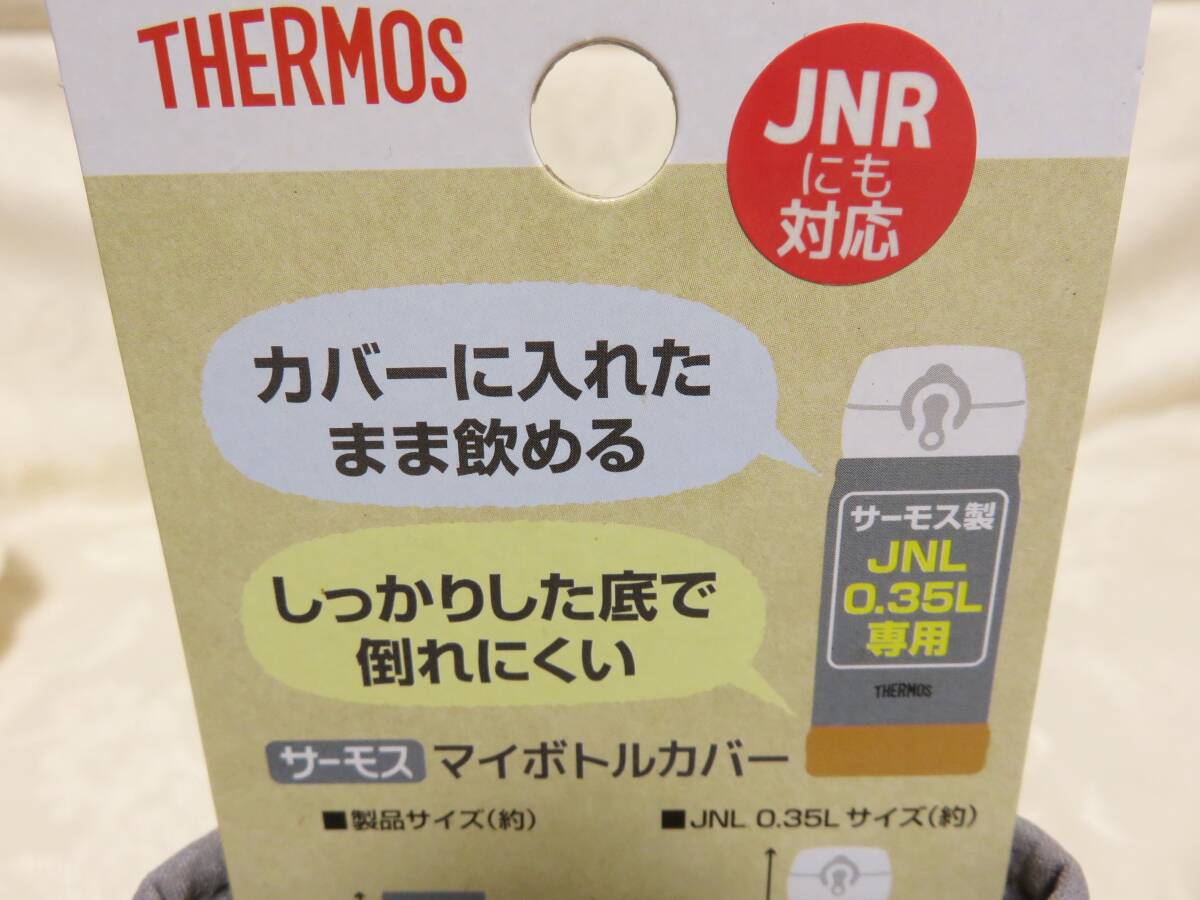 THERMOS
JNR
にも
対応
カバーに入れた
まま飲める
サーモス製
JNL
0.35L
専用
THERMOS
しっかりした底で
倒れにくい
サーモス マイボトルカバー
■製品サイズ(約) ■JNL 0.35L サイズ(約)